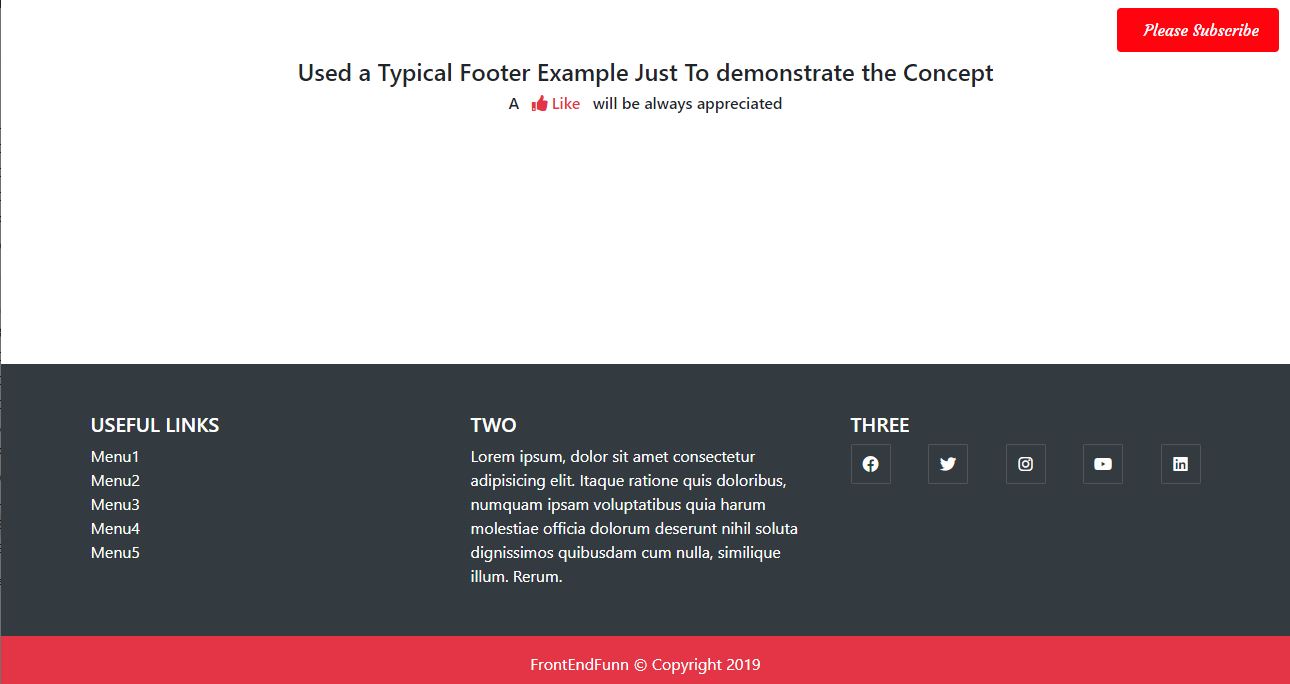 Please Subscribe
Used a Typical Footer Example Just To demonstrate the Concept
A Like will be always appreciated
USEFUL LINKS
Menu1
Menu2
Menu3
Menu4
Menu5
TWO
Lorem ipsum, dolor sit amet consectetur
adipisicing elit. Itaque ratione quis doloribus,
numquam ipsam voluptatibus quia harum
molestiae officia dolorum deserunt nihil soluta
dignissimos quibusdam cum nulla, similique
illum. Rerum.
THREE
FrontEndFunn © Copyright 2019